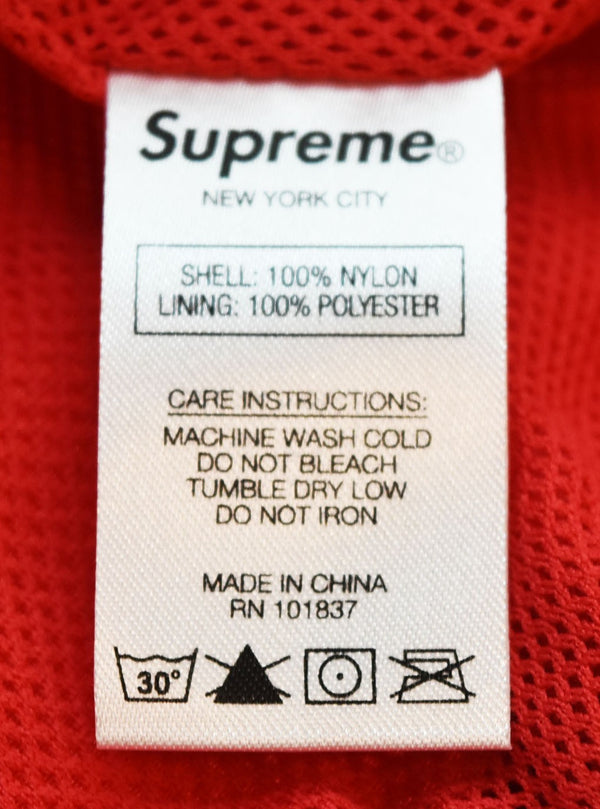 Supreme®
NEW YORK CITY
SHELL: 100% NYLON
LINING: 100% POLYESTER
CARE INSTRUCTIONS:
MACHINE WASH COLD
DO NOT BLEACH
TUMBLE DRY LOW
DO NOT IRON
MADE IN CHINA
RN 101837
30°